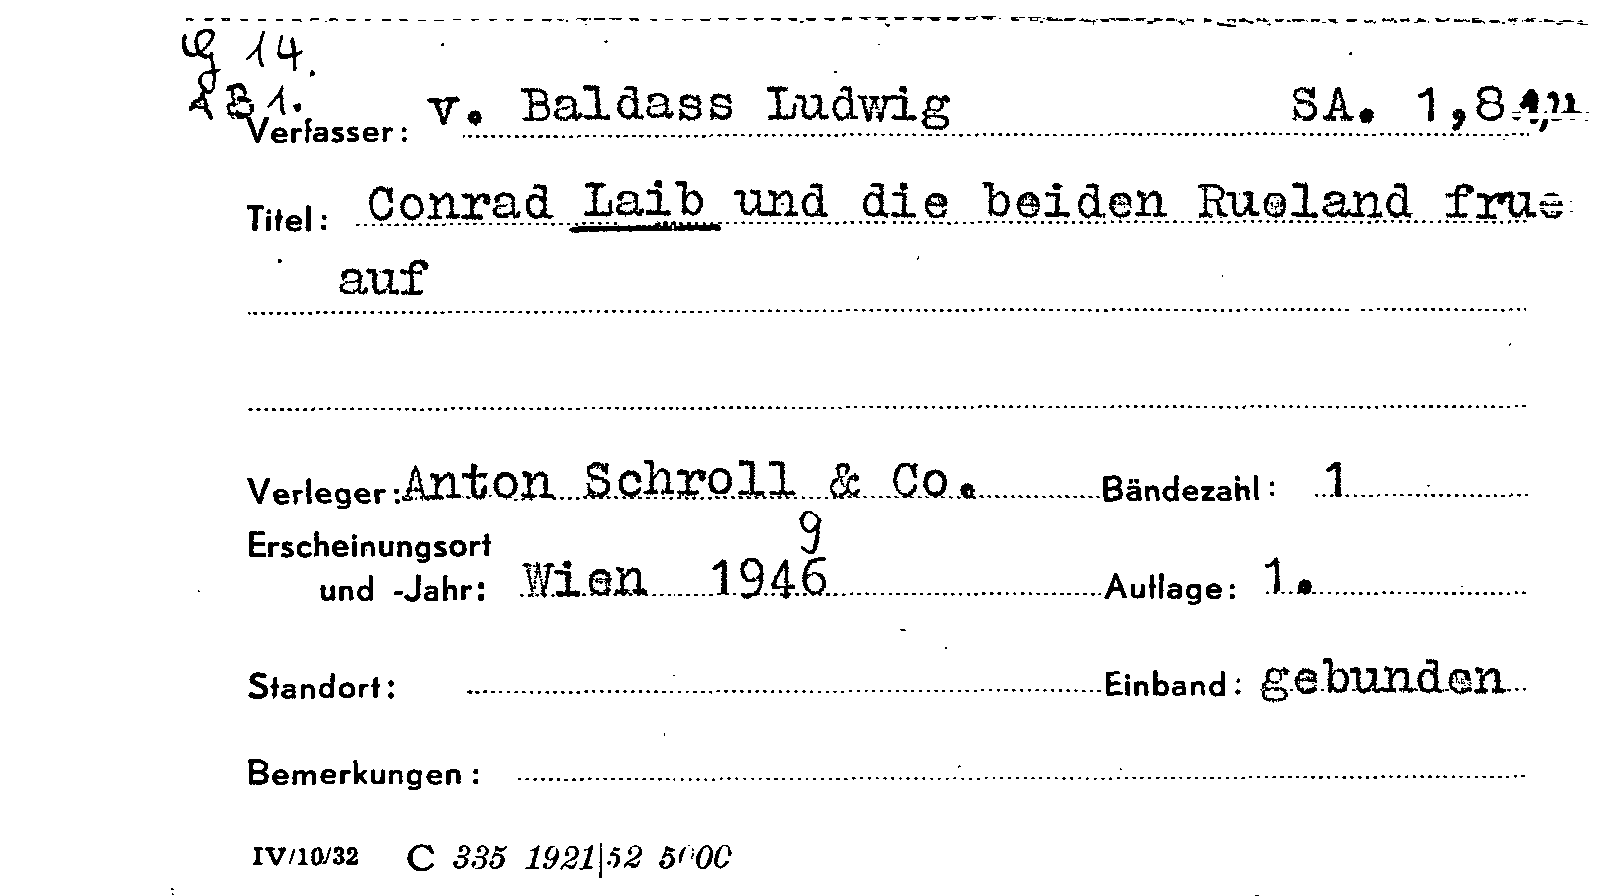 G 14.
AB1.
Verfasser: v. Baldass Ludwig SA. 1,8
Titel: Conrad Laib und die beiden Rueland frue
auf
Verleger: Anton Schroll & Co. Bändezahl: 1
9
Erscheinungsort
und -Jahr: Wien 1946 Auflage: 1.
Standort: Einband: gebunden
Bemerkungen:
IV/10/32 C 335 1921|52 5000